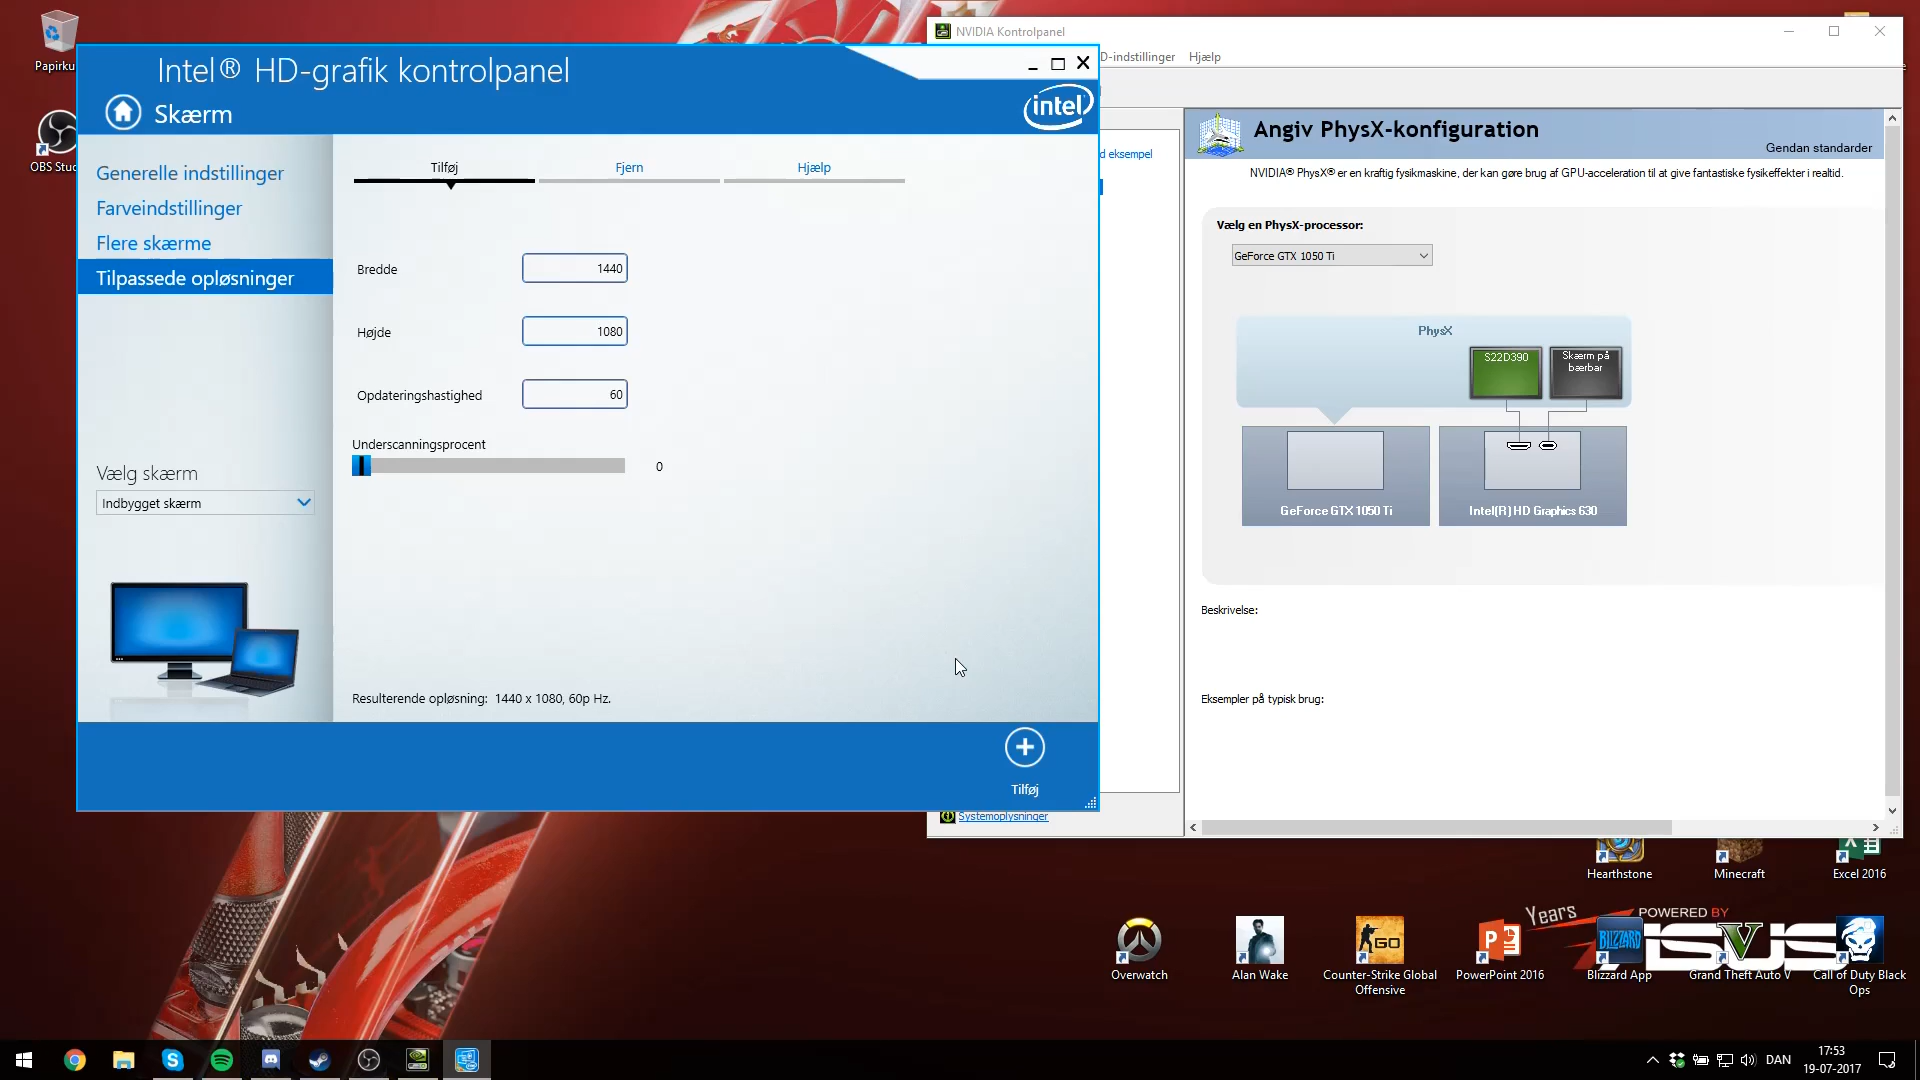 Papirku
OBS Stud
Intel® HD-grafik kontrolpanel
Skærm
intel
Generelle indstillinger
Farveindstillinger
Flere skærme
Tilpassede opløsninger
Vælg skærm
Indbygget skærm
Tilføj
Fjern
Hjælp
Bredde
1440
Højde
1080
Opdateringshastighed
60
Underscanningsprocent
0
Resulterende opløsning: 1440 x 1080, 60p Hz.
Tilføj
NVIDIA Kontrolpanel
D-indstillinger
Hjælp
d eksempel
Systemoplysninger
Angiv PhysX-konfiguration
Gendan standarder
NVIDIA® PhysX® er en kraftig fysikmaskine, der kan gøre brug af GPU-acceleration til at give fantastiske fysikeffekter i realtid.
Vælg en PhysX-processor:
GeForce GTX 1050 Ti
PhysX
S22D390
Skærm på
bærbar
GeForce GTX 1050 Ti
Intel(R) HD Graphics 630
Beskrivelse:
Eksempler på typisk brug:
Hearthstone
Minecraft
Excel 2016
Years
POWERED BY
ASUS
GO
BLIZZARD
Overwatch
Alan Wake
Counter-Strike Global
Offensive
PowerPoint 2016
Blizzard App
Grand Theft Auto V
Call of Duty Black
Ops
DAN
17:53
19-07-2017